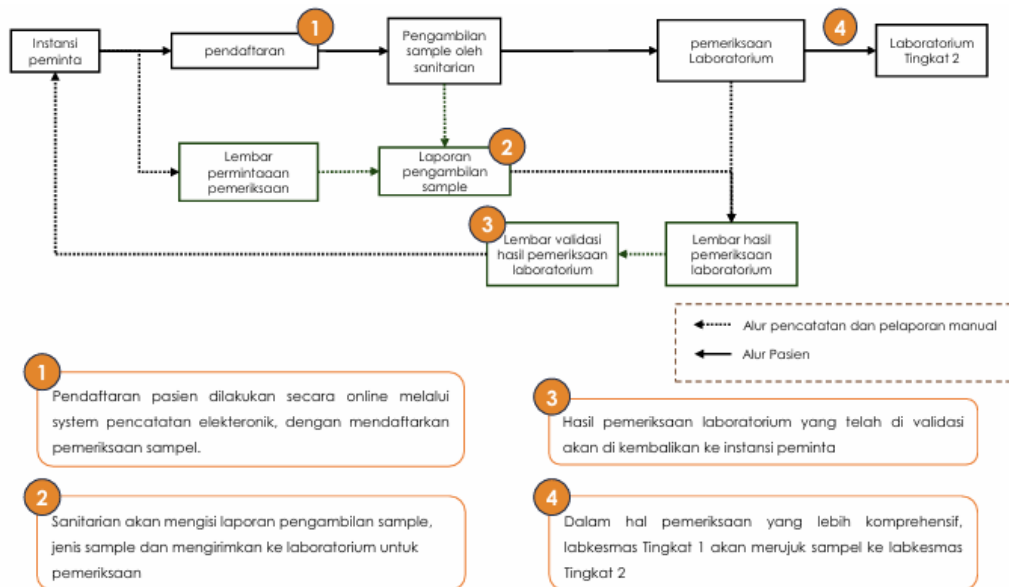 1
4
Instansi
peminta
pendaftaran
Pengambilan
sample oleh
sanitarian
pemeriksaan
Laboratorium
Laboratorium
Tingkat 2
Lembar
permintaaan
pemeriksaan
2
Laporan
pengambilan
sample
3
Lembar validasi
hasil pemeriksaan
laboratorium
Lembar hasil
pemeriksaan
laboratorium
Alur pencatatan dan pelaporan manual
Alur Pasien
1
Pendaftaran pasien dilakukan secara online melalui
system pencatatan elekteronik, dengan mendaftarkan
pemeriksaan sampel.
3
Hasil pemeriksaan laboratorium yang telah di validasi
akan di kembalikan ke instansi peminta
2
Sanitarian akan mengisi laporan pengambilan sample,
jenis sample dan mengirimkan ke laboratorium untuk
pemeriksaan
4
Dalam hal pemeriksaan yang lebih komprehensif,
labkesmas Tingkat 1 akan merujuk sampel ke labkesmas
Tingkat 2